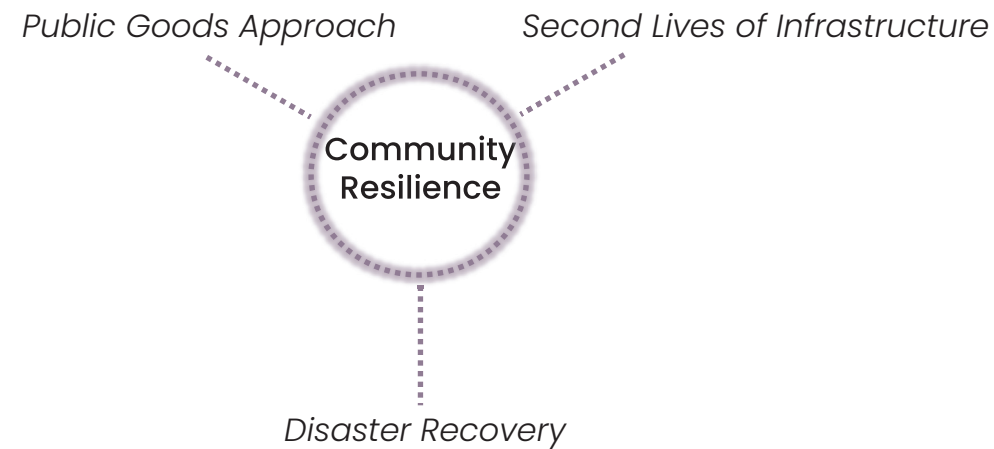 Public Goods Approach
Second Lives of Infrastructure
Community
Resilience
Disaster Recovery